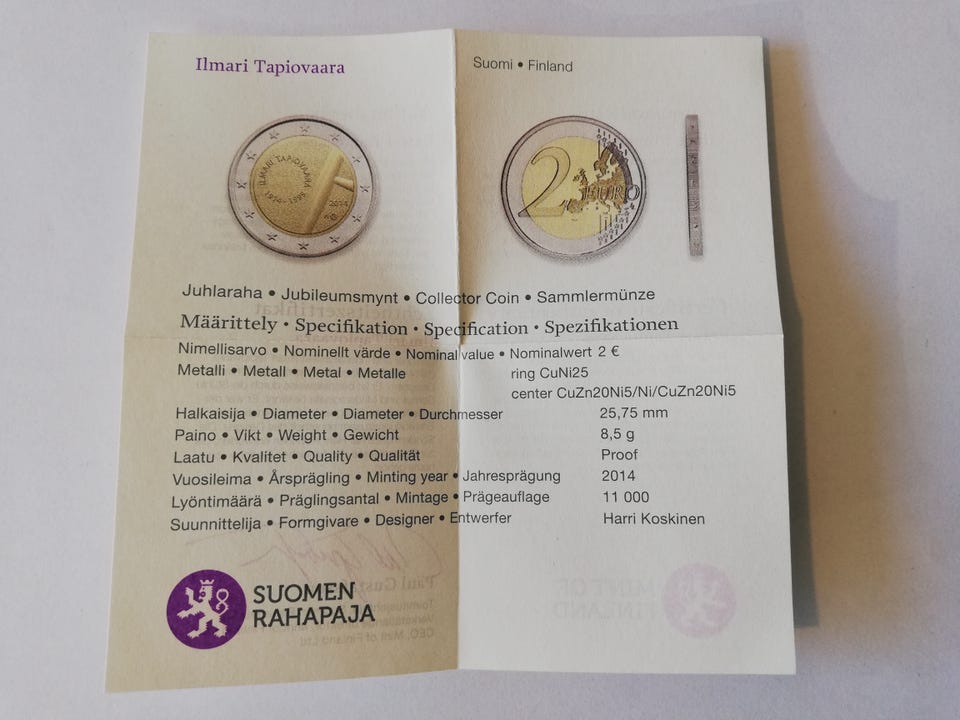 Ilmari Tapiovaara
Suomi • Finland
ILMARI TAPIOVAARA
1914–1999
2014
2 EURO
Juhlaraha • Jubileumsmynt • Collector Coin • Sammlermünze
Määrittely • Specifikation • Specification • Spezifikationen
Nimellisarvo • Nominellt värde • Nominal value • Nominalwert 2 €
Metalli • Metall • Metal • Metalle ring CuNi25
center CuZn20Ni5/Ni/CuZn20Ni5
Halkaisija • Diameter • Diameter • Durchmesser 25,75 mm
Paino • Vikt • Weight • Gewicht 8,5 g
Laatu • Kvalitet • Quality • Qualität Proof
Vuosileima • Årsprägling • Minting year • Jahresprägung 2014
Lyöntimäärä • Präglingsantal • Mintage • Prägeauflage 11 000
Suunnittelija • Formgivare • Designer • Entwerfer Harri Koskinen
SUOMEN
RAHAPAJA